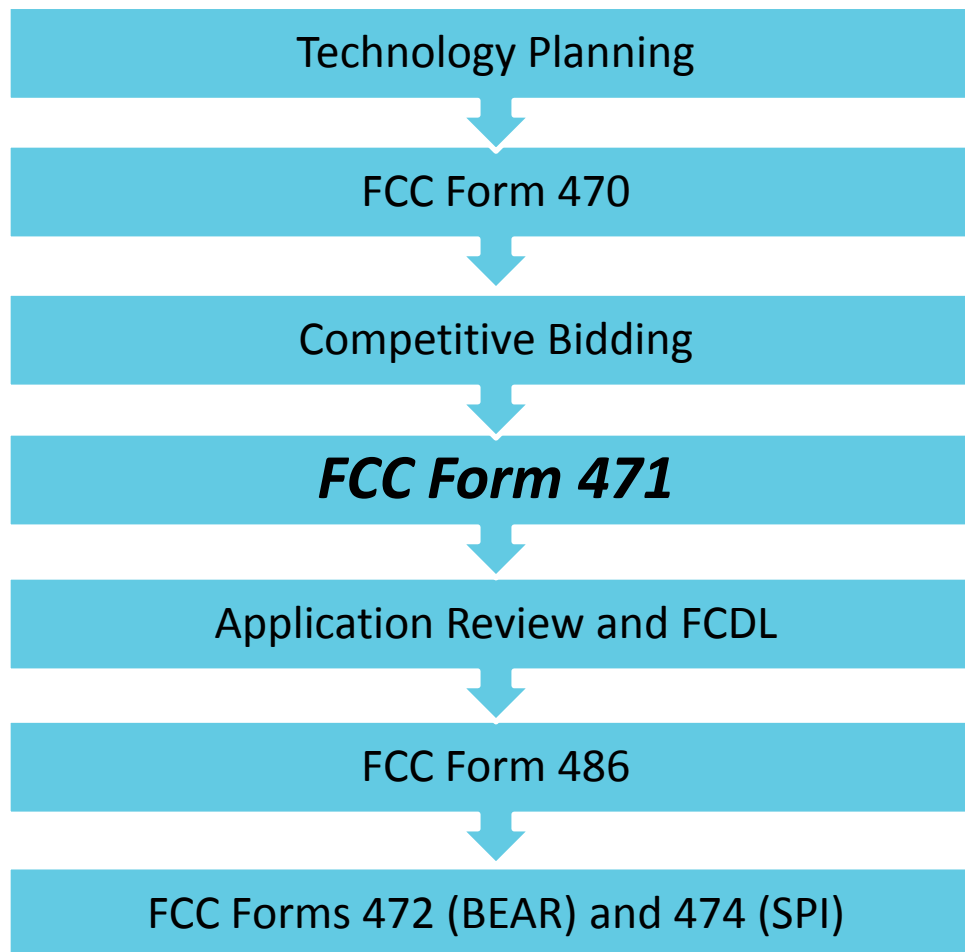 Technology Planning
FCC Form 470
Competitive Bidding
FCC Form 471
Application Review and FCDL
FCC Form 486
FCC Forms 472 (BEAR) and 474 (SPI)